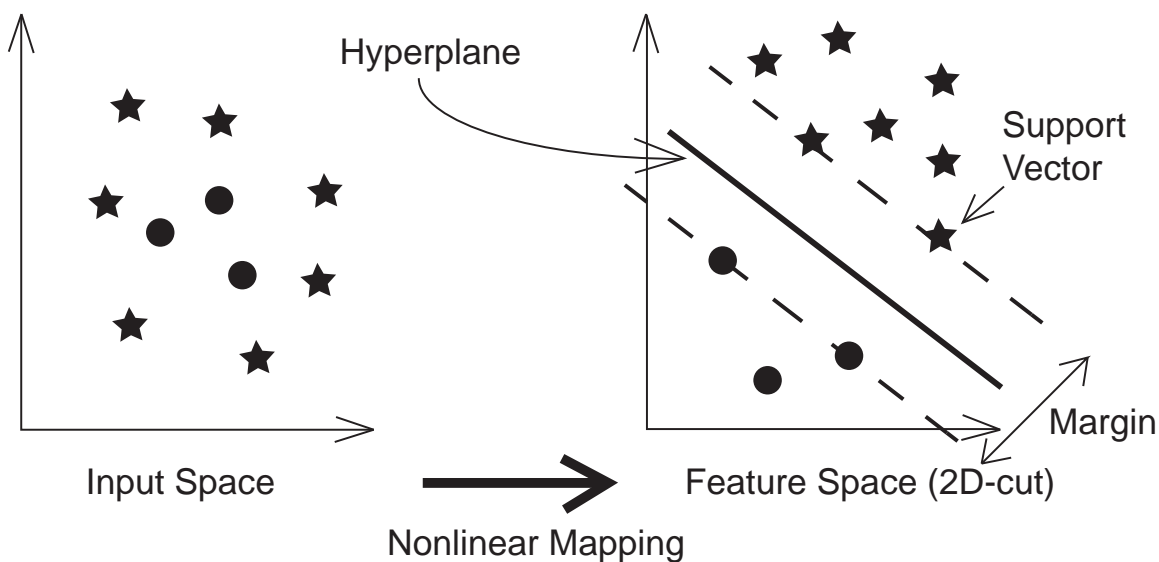 Hyperplane
Support
Vector
Margin
Input Space
Feature Space (2D-cut)
Nonlinear Mapping